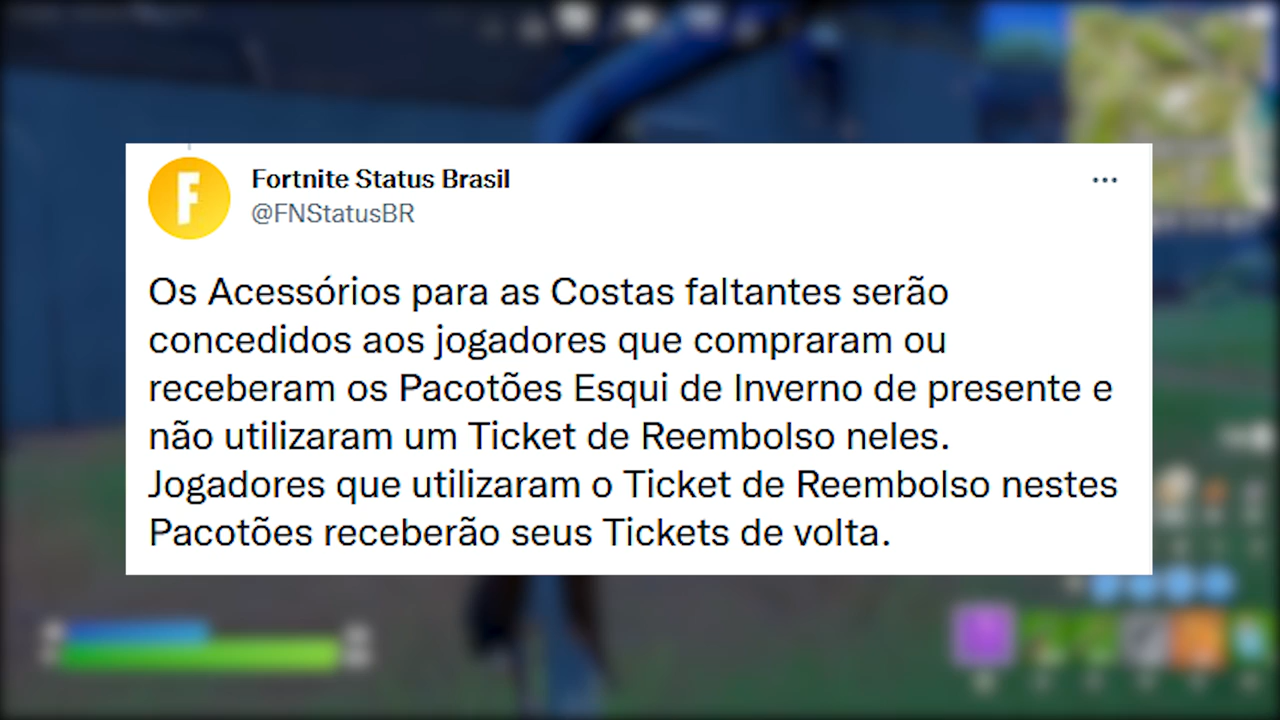 Fortnite Status Brasil
@FNStatusBR
Os Acessórios para as Costas faltantes serão
concedidos aos jogadores que compraram ou
receberam os Pacotões Esqui de Inverno de presente e
não utilizaram um Ticket de Reembolso neles.
Jogadores que utilizaram o Ticket de Reembolso nestes
Pacotões receberão seus Tickets de volta.